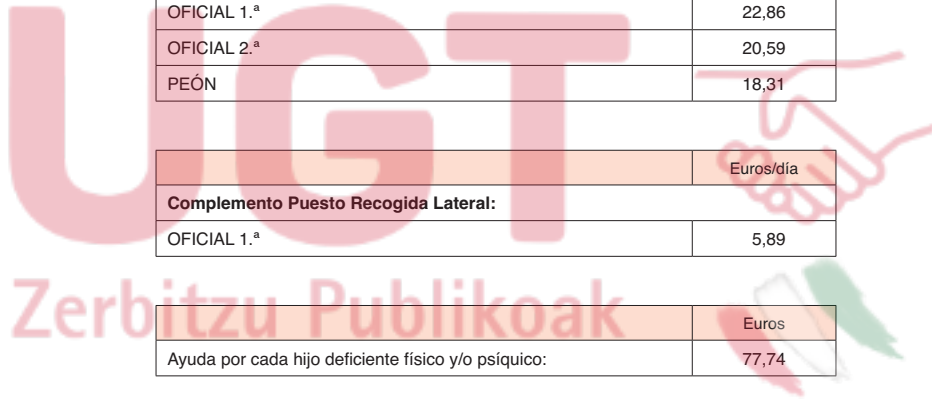 OFICIAL 1.ª 22,86
OFICIAL 2.ª 20,59
PEÓN 18,31
Euros/día
Complemento Puesto Recogida Lateral:
OFICIAL 1.ª 5,89
Euros
Ayuda por cada hijo deficiente físico y/o psíquico: 77,74
UGT
Zerbitzu Publikoak